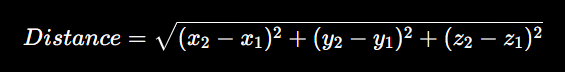 Distance = √(x₂ − x₁)² + (y₂ − y₁)² + (z₂ − z₁)²